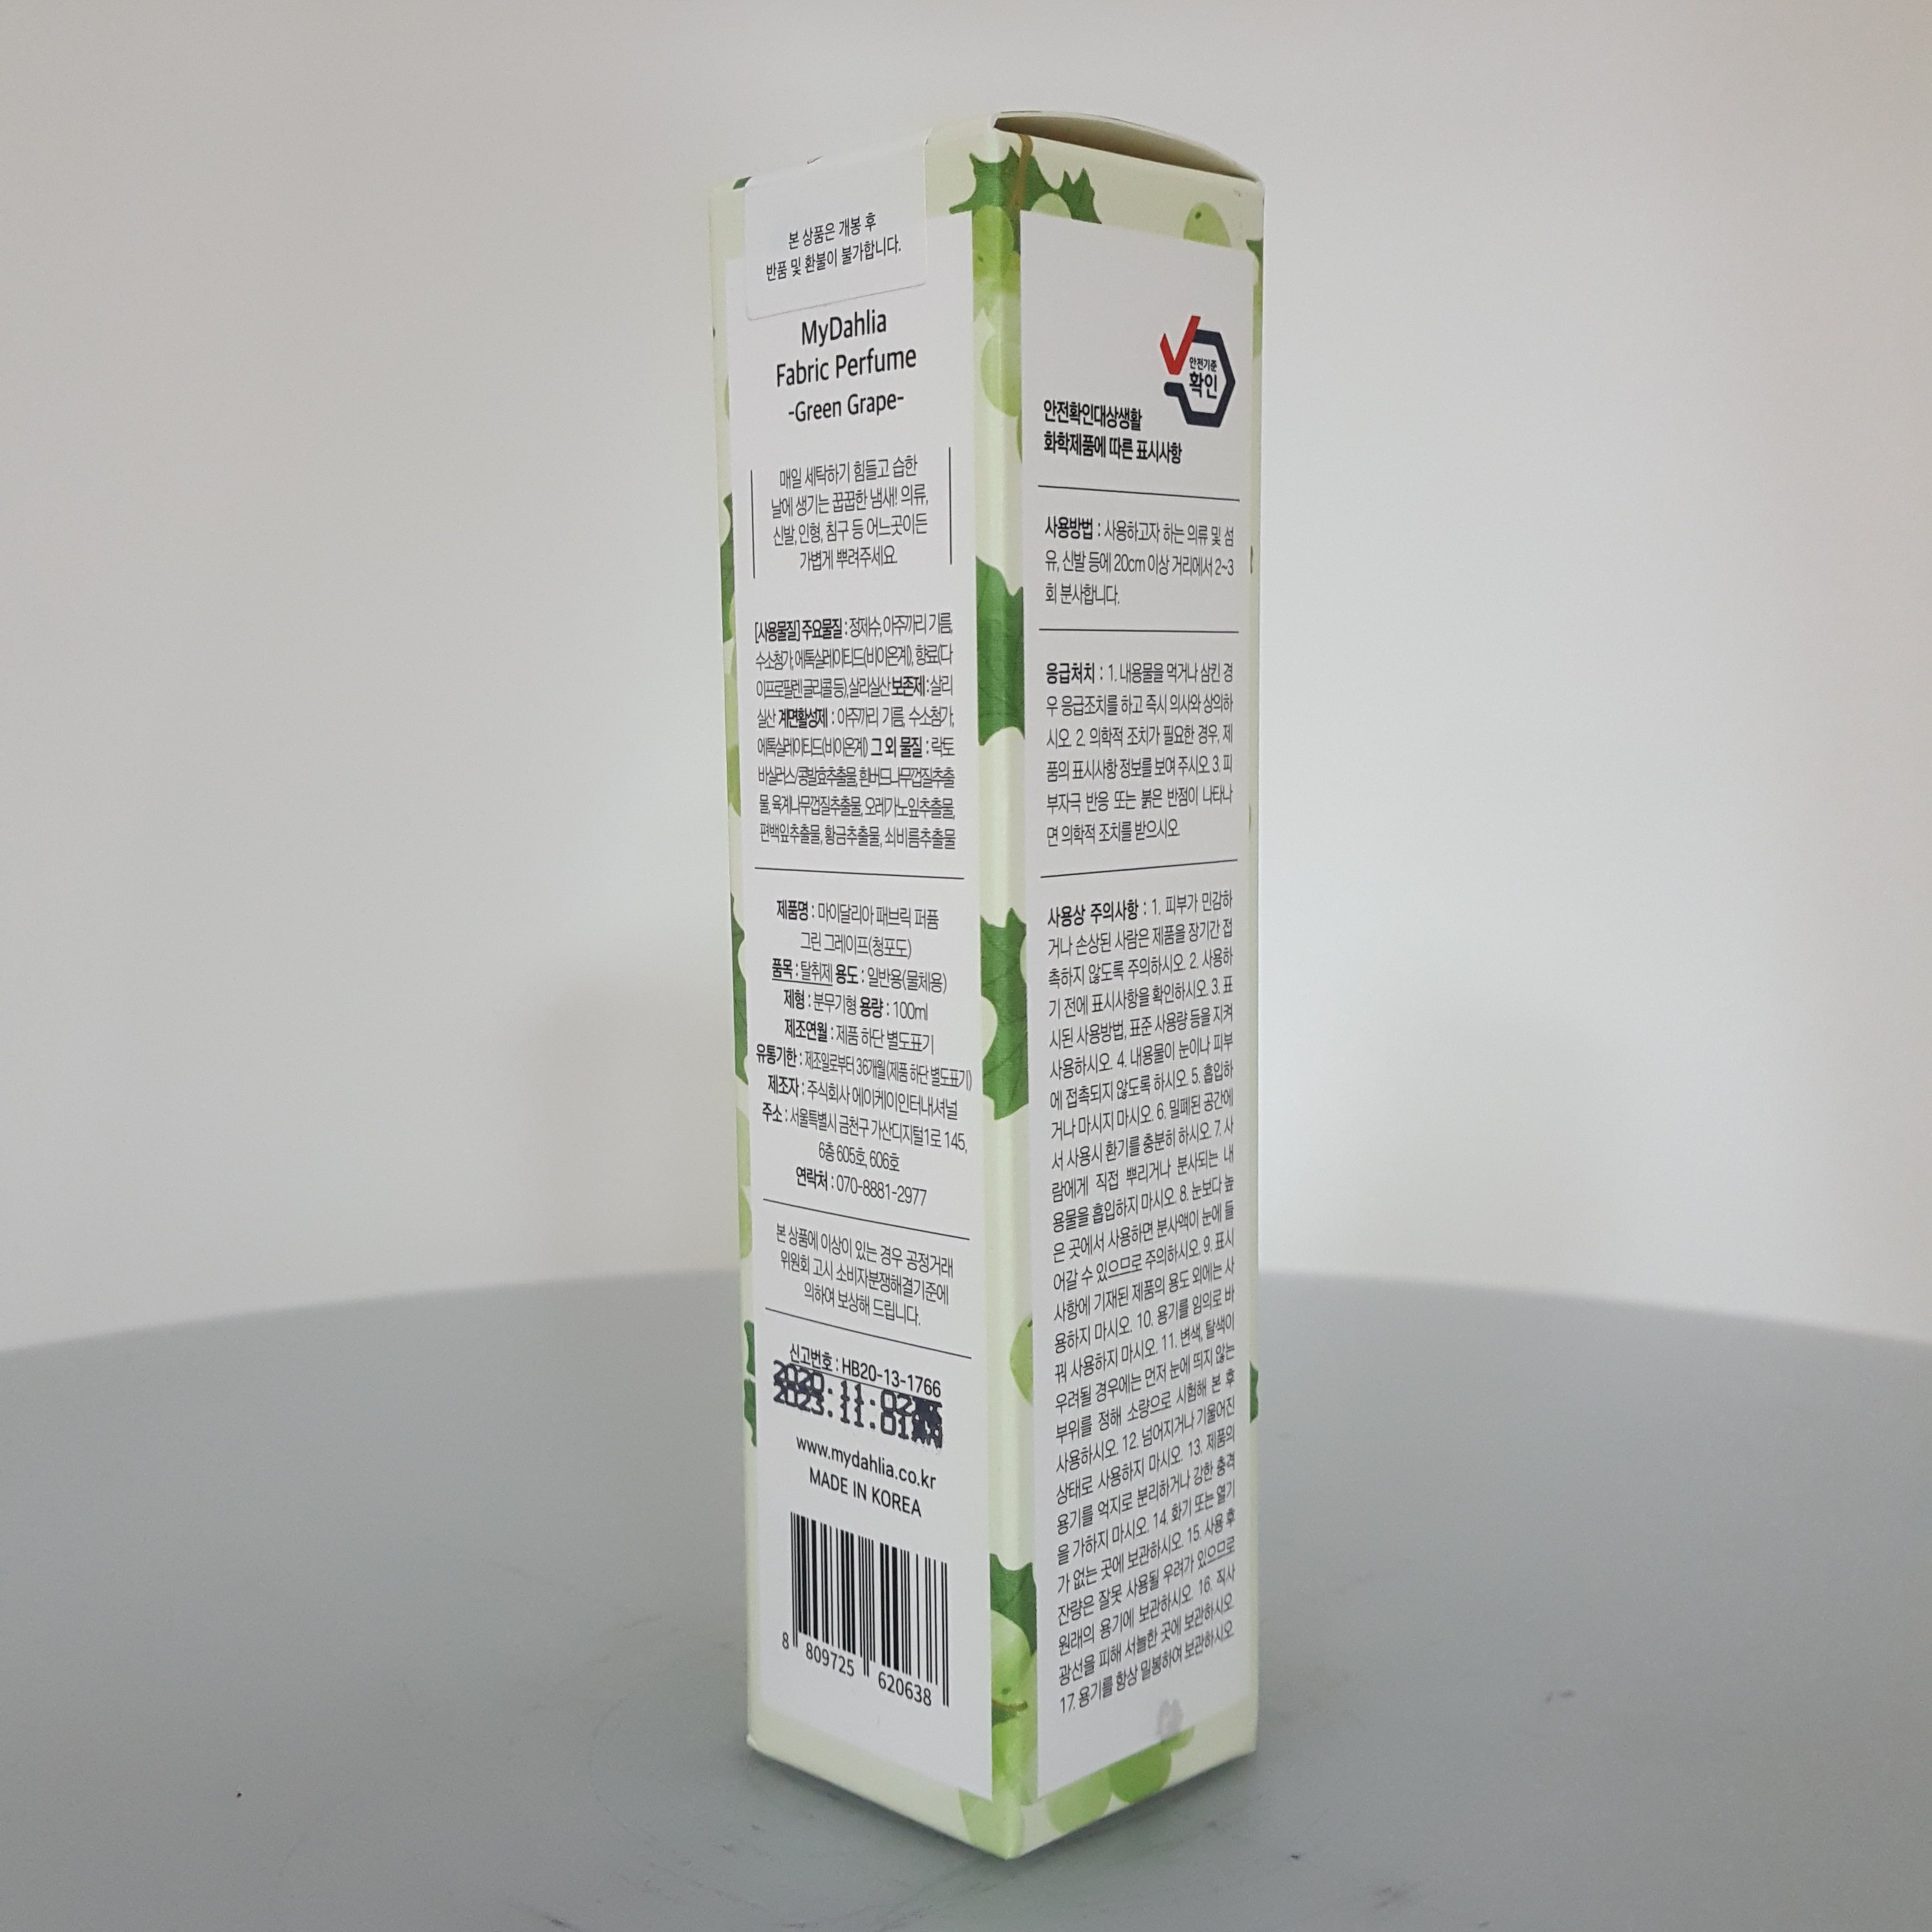 본 상품은 개봉 후
반품 및 환불이 불가합니다.
MyDahlia
Fabric Perfume
-Green Grape-
매일 세탁하기 힘들고 습한
날에 생기는 꿉꿉한 냄새! 의류,
신발, 인형, 침구 등 어느곳이든
가볍게 뿌려주세요.
[사용물질] 주요물질 : 정제수, 아주까리 기름,
수소첨가, 에톡실레이티드(비이온계), 향료(다
이프로필렌 글리콜 등), 살리실산 보존제 : 살리
실산 계면활성제 : 아주까리 기름, 수소첨가,
에톡실레이티드(비이온계) 그 외 물질 : 락토
바실러스/콩발효추출물, 흰버드나무껍질추출
물, 육계나무껍질추출물, 오레가노잎추출물,
편백잎추출물, 황금추출물, 쇠비름추출물
제품명 : 마이달리아 패브릭 퍼퓸
그린 그레이프(청포도)
품목 : 탈취제 용도 : 일반용(물체용)
제형 : 분무기형 용량 : 100ml
제조연월 : 제품 하단 별도표기
유통기한 : 제조일로부터 36개월(제품 하단 별도표기)
제조자 : 주식회사 에이케이인터내셔널
주소 : 서울특별시 금천구 가산디지털1로 145,
6층 605호, 606호
연락처 : 070-8881-2977
본 상품에 이상이 있는 경우 공정거래
위원회 고시 소비자분쟁해결기준에
의하여 보상해 드립니다.
신고번호 : HB20-13-1766
2020.11.02
2023.11.01
www.mydahlia.co.kr
MADE IN KOREA
8 809725 620638
안전기준
확인
안전확인대상생활
화학제품에 따른 표시사항
사용방법 : 사용하고자 하는 의류 및 섬
유, 신발 등에 20cm 이상 거리에서 2~3
회 분사합니다.
응급처치 : 1. 내용물을 먹거나 삼킨 경
우 응급조치를 하고 즉시 의사와 상의하
시오. 2. 의학적 조치가 필요한 경우, 제
품의 표시사항 정보를 보여 주시오. 3. 피
부자극 반응 또는 붉은 반점이 나타나
면 의학적 조치를 받으시오.
사용상 주의사항 : 1. 피부가 민감하
거나 손상된 사람은 제품을 장기간 접
촉하지 않도록 주의하시오. 2. 사용하
기 전에 표시사항을 확인하시오. 3. 표
시된 사용방법, 표준 사용량 등을 지켜
사용하시오. 4. 내용물이 눈이나 피부
에 접촉되지 않도록 하시오. 5. 흡입하
거나 마시지 마시오. 6. 밀폐된 공간에
서 사용시 환기를 충분히 하시오. 7. 사
람에게 직접 뿌리거나 분사되는 내
용물을 흡입하지 마시오. 8. 눈보다 높
은 곳에서 사용하면 분사액이 눈에 들
어갈 수 있으므로 주의하시오. 9. 표시
사항에 기재된 제품의 용도 외에는 사
용하지 마시오. 10. 용기를 임의로 바
꿔 사용하지 마시오. 11. 변색, 탈색이
우려될 경우에는 먼저 눈에 띄지 않는
부위를 정해 소량으로 시험해 본 후
사용하시오. 12. 넘어지거나 기울어진
상태로 사용하지 마시오. 13. 제품의
용기를 억지로 분리하거나 강한 충격
을 가하지 마시오. 14. 화기 또는 열기
가 없는 곳에 보관하시오. 15. 사용 후
잔량은 잘못 사용될 우려가 있으므로
원래의 용기에 보관하시오. 16. 직사
광선을 피해 서늘한 곳에 보관하시오.
17. 용기를 항상 밀봉하여 보관하시오.